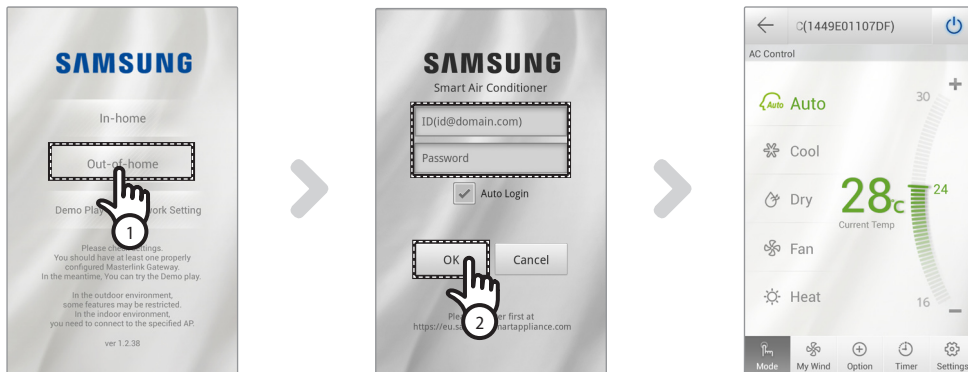 SAMSUNG
In-home
Out-of-home
Demo Play
work Setting
1
Please
ttings.
You should have at least one properly
configured Masterlink Gateway.
In the meantime, You can try the Demo play.
In the outdoor environment,
some features may be restricted.
In the indoor environment,
you need to connect to the specified AP.
ver 1.2.38
SAMSUNG
Smart Air Conditioner
ID(id@domain.com)
Password
Auto Login
OK
Cancel
2
er first at
https://eu.sa
martappliance.com
C(1449E01107DF)
AC Control
30
Auto
Auto
Cool
Dry
28°C
24
Current Temp
Fan
Heat
16
Mode
My Wind
Option
Timer
Settings